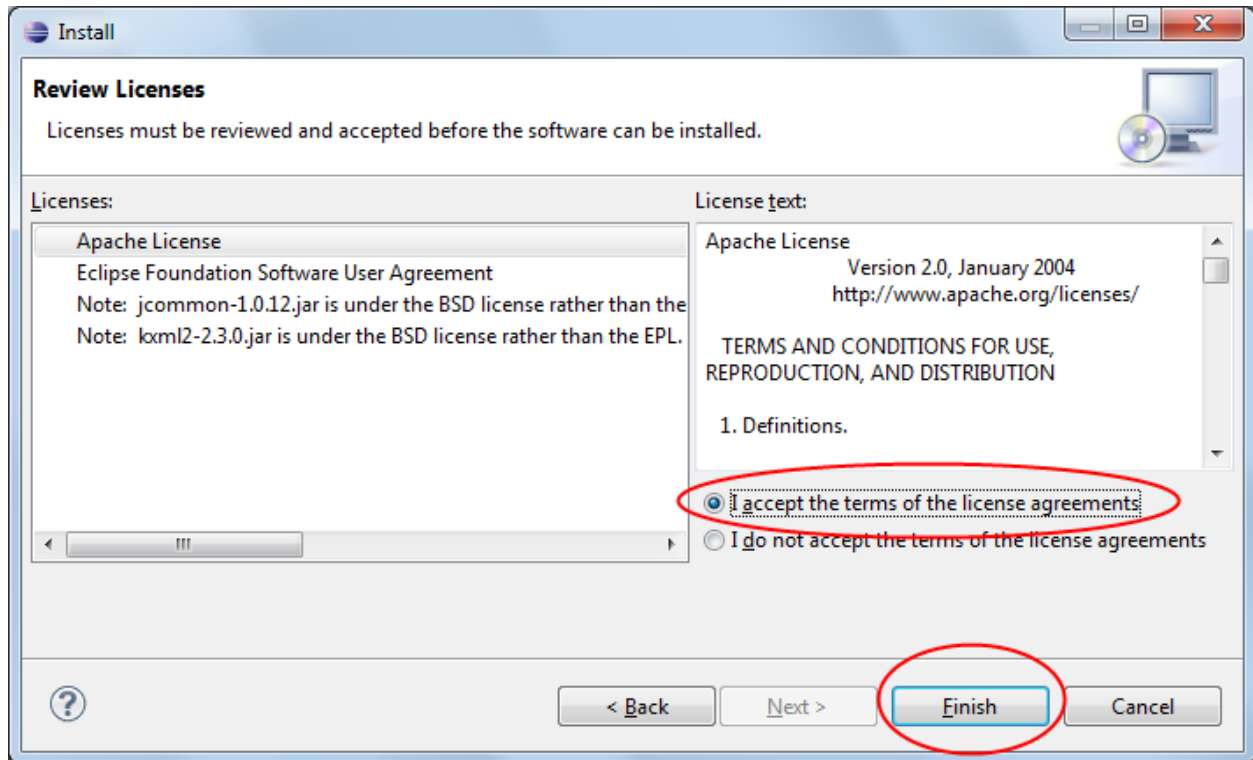 Install
Review Licenses
Licenses must be reviewed and accepted before the software can be installed.
Licenses:
Apache License
Eclipse Foundation Software User Agreement
Note: jcommon-1.0.12.jar is under the BSD license rather than the
Note: kxml2-2.3.0.jar is under the BSD license rather than the EPL.
License text:
Apache License
Version 2.0, January 2004
http://www.apache.org/licenses/
TERMS AND CONDITIONS FOR USE,
REPRODUCTION, AND DISTRIBUTION
1. Definitions.
I accept the terms of the license agreements
I do not accept the terms of the license agreements
< Back
Next >
Finish
Cancel